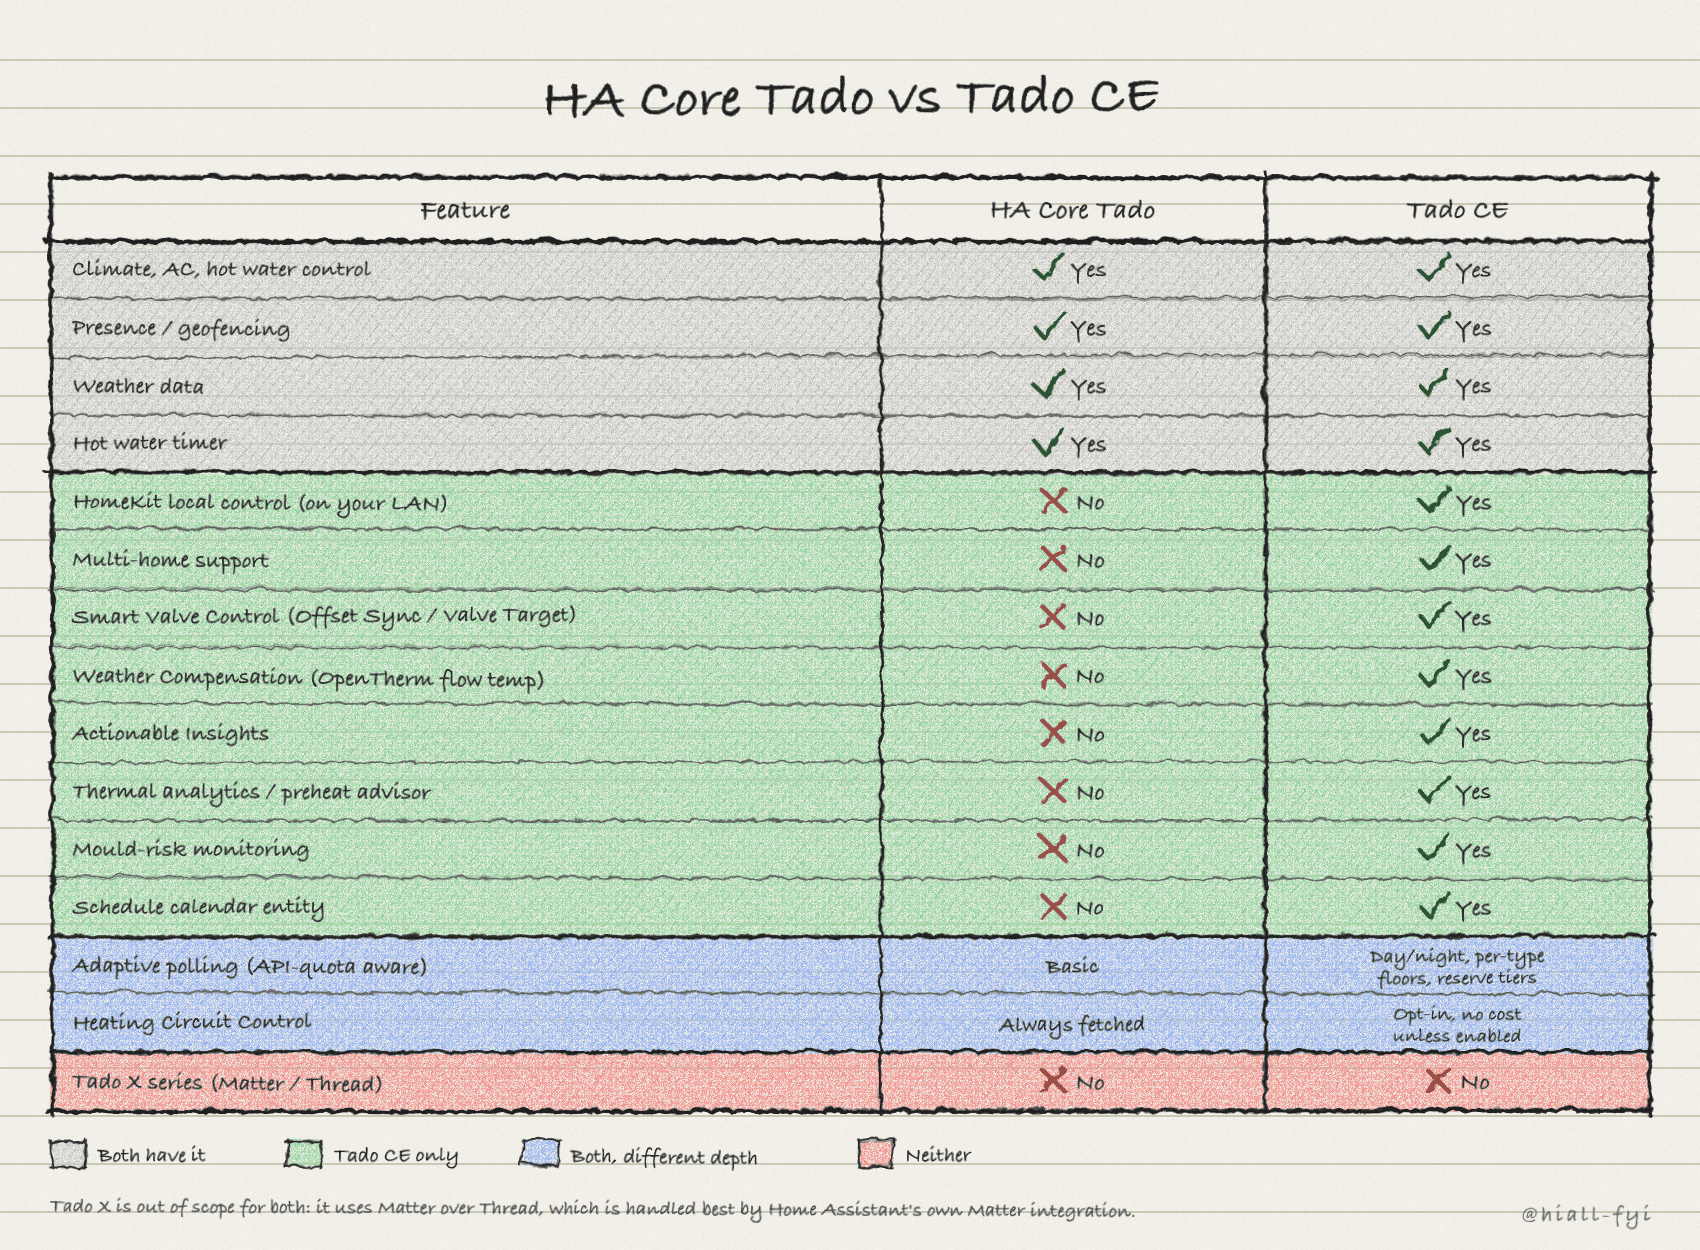 HA Core Tado vs Tado CE
Feature HA Core Tado Tado CE
Climate, AC, hot water control Yes Yes
Presence / geofencing Yes Yes
Weather data Yes Yes
Hot water timer Yes Yes
HomeKit local control (on your LAN) No Yes
Multi-home support No Yes
Smart Valve Control (Offset Sync / Valve Target) No Yes
Weather Compensation (OpenTherm flow temp) No Yes
Actionable Insights No Yes
Thermal analytics / preheat advisor No Yes
Mould-risk monitoring No Yes
Schedule calendar entity No Yes
Adaptive polling (API-quota aware) Basic Day/night, per-type
floors, reserve tiers
Heating Circuit Control Always fetched Opt-in, no cost
unless enabled
Tado X series (Matter / Thread) No No
Both have it Tado CE only Both, different depth Neither
Tado X is out of scope for both: it uses Matter over Thread, which is handled best by Home Assistant's own Matter integration.
@hiall-fyi